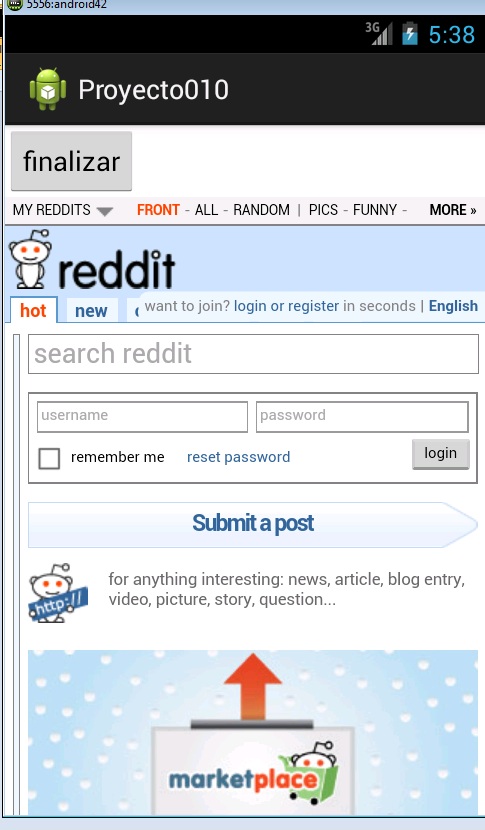 5556:android42
3G 5:38
Proyecto010
finalizar
MY REDDITS FRONT - ALL - RANDOM | PICS - FUNNY - MORE »
reddit
hot new want to join? login or register in seconds | English
search reddit
username password
remember me reset password login
Submit a post
for anything interesting: news, article, blog entry,
video, picture, story, question...
http://
marketplace